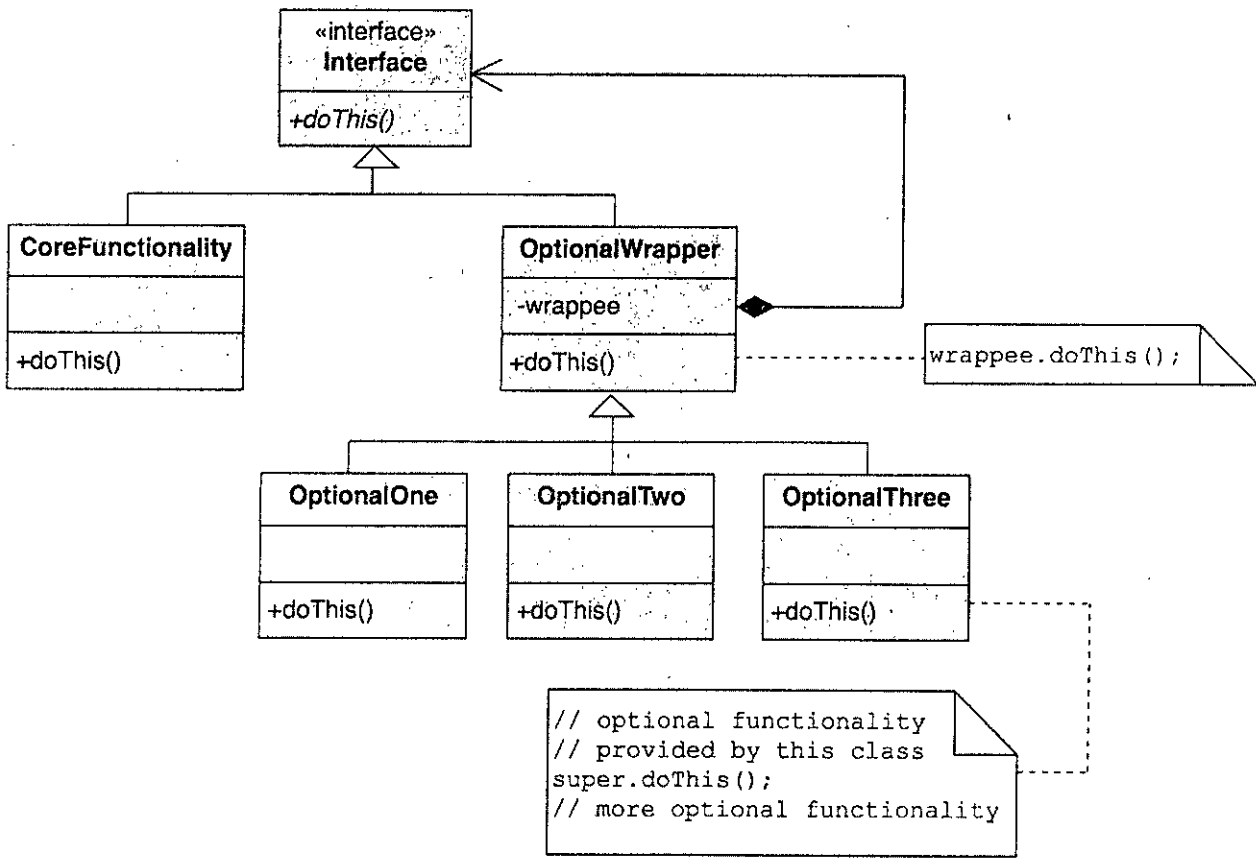 «interface»
Interface
+doThis()
CoreFunctionality
+doThis()
OptionalWrapper
-wrappee
+doThis()
wrappee.doThis();
OptionalOne
+doThis()
OptionalTwo
+doThis()
OptionalThree
+doThis()
// optional functionality
// provided by this class
super.doThis();
// more optional functionality